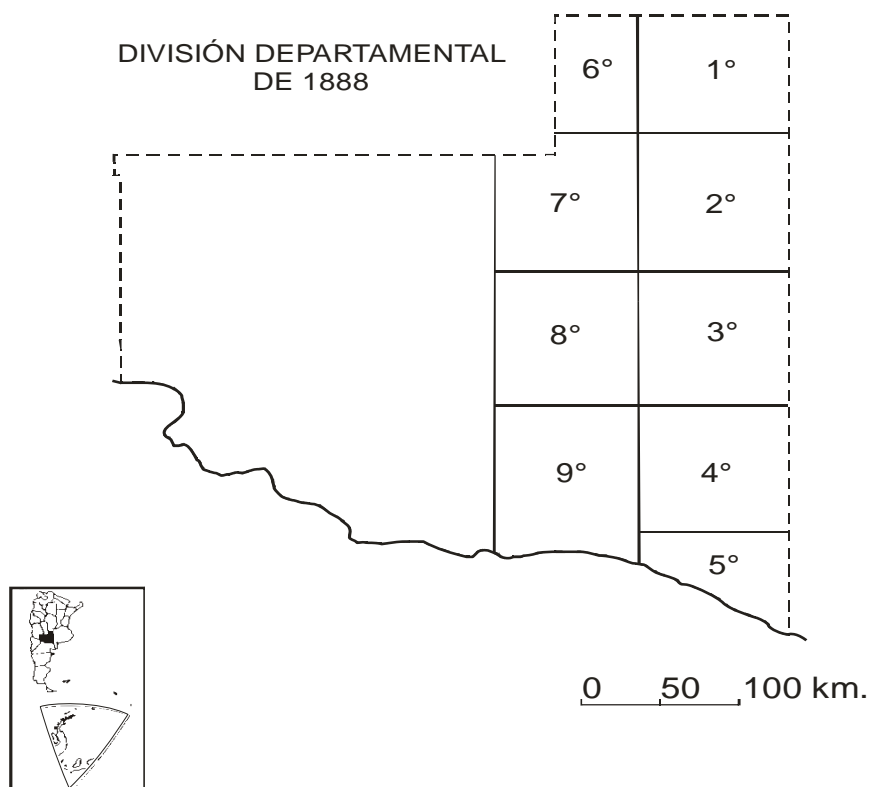 DIVISIÓN DEPARTAMENTAL
DE 1888
6° 1°
7° 2°
8° 3°
9° 4°
5°
0 50 100 km.